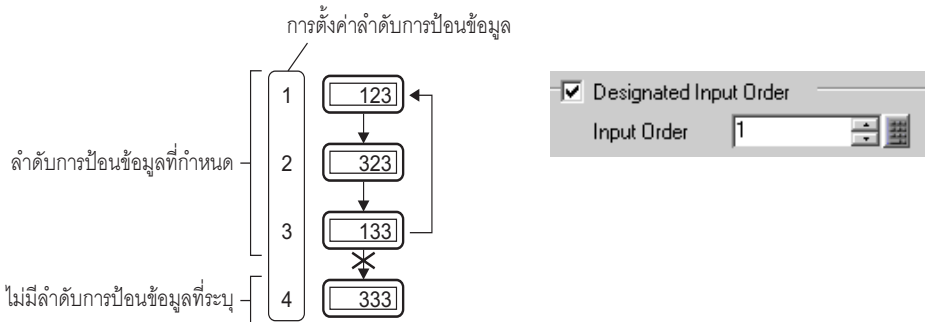 การตั้งค่าลำดับการป้อนข้อมูล
1
123
ลำดับการป้อนข้อมูลที่กำหนด
2
323
3
133
ไม่มีลำดับการป้อนข้อมูลที่ระบุ
4
333
Designated Input Order
Input Order
1